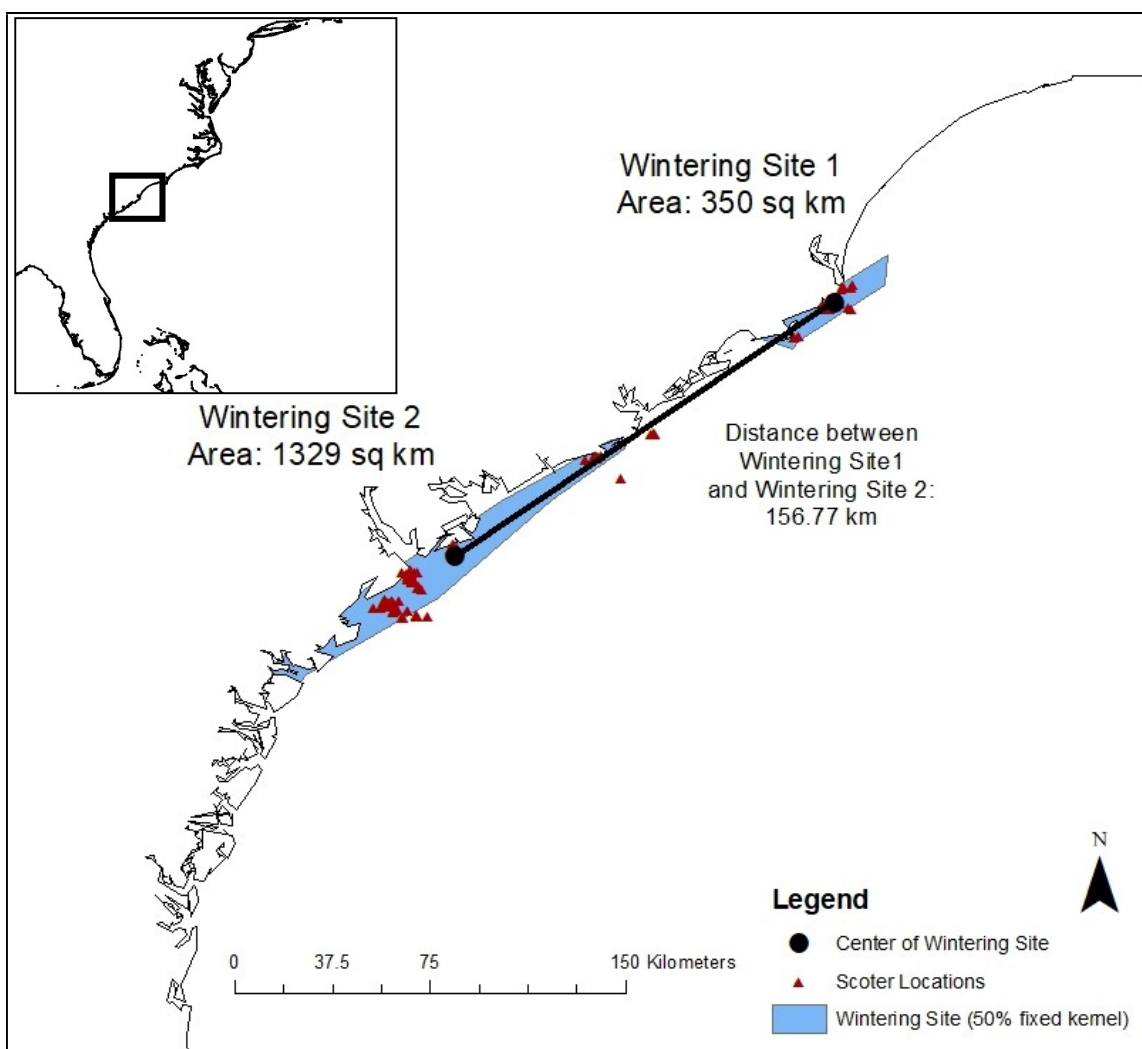 Wintering Site 1
Area: 350 sq km
Wintering Site 2
Area: 1329 sq km
Distance between
Wintering Site1
and Wintering Site 2:
156.77 km
N
Legend
Center of Wintering Site
Scoter Locations
Wintering Site (50% fixed kernel)
0 37.5 75 150 Kilometers